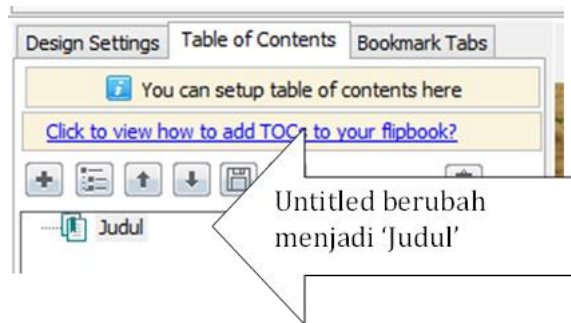 Design Settings Table of Contents Bookmark Tabs
You can setup table of contents here
Click to view how to add TOCs to your flipbook?
Judul
Untitled berubah
menjadi ‘Judul’